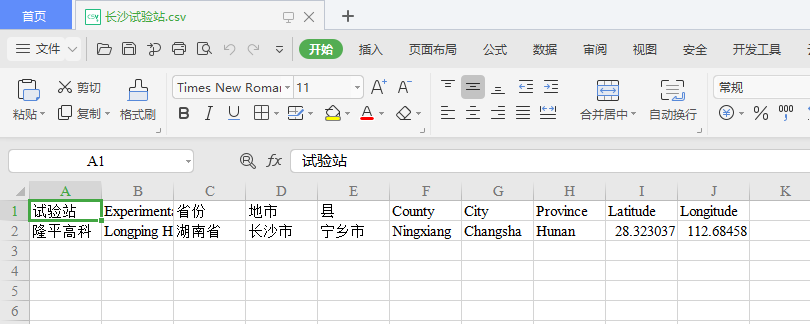 首页 CSV 长沙试验站.csv
文件 开始 插入 页面布局 公式 数据 审阅 视图 安全 开发工具
剪切 Times New Roma 11 A+ A- 常规
粘贴 复制 格式刷 B I U A 合并居中 自动换行 ¥ % 000
A1 fx 试验站
A B C D E F G H I J K
1 试验站 Experiment 省份 地市 县 County City Province Latitude Longitude
2 隆平高科 Longping H 湖南省 长沙市 宁乡市 Ningxiang Changsha Hunan 28.323037 112.68458
3
4
5
6